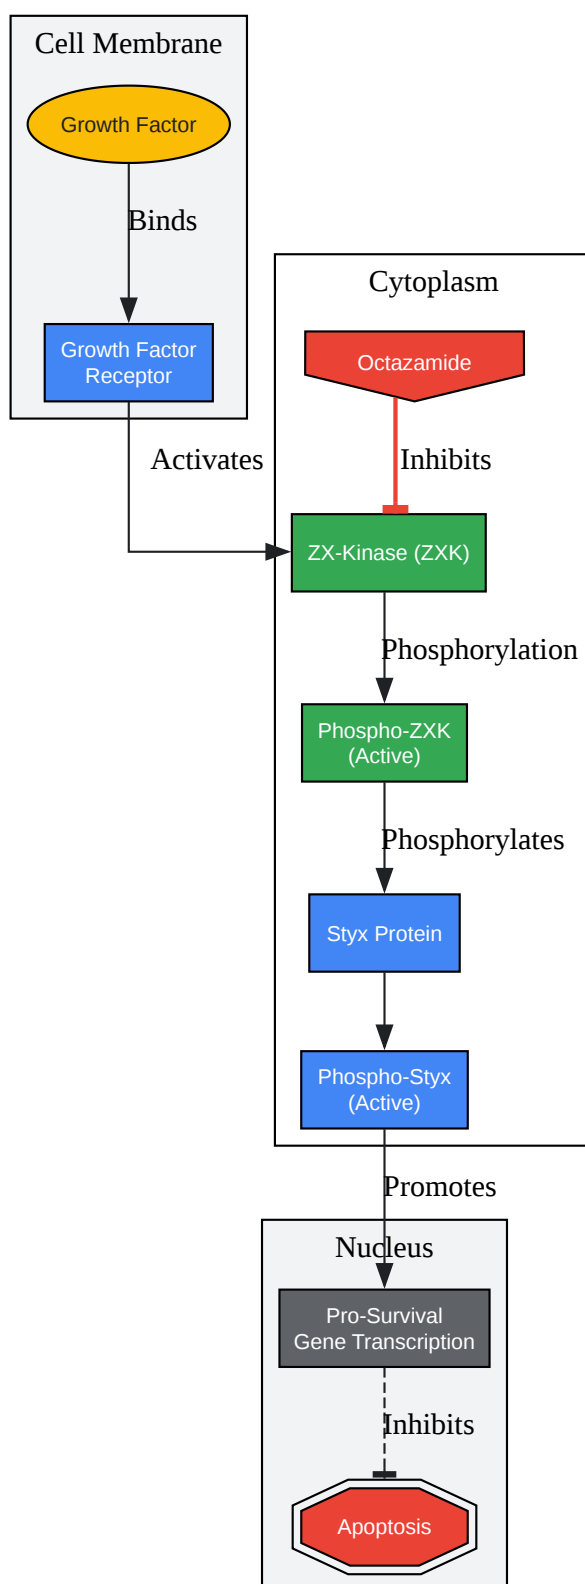 Cell Membrane
Growth Factor
Binds
Growth Factor
Receptor
Activates
Cytoplasm
Octazamide
Inhibits
ZX-Kinase (ZXK)
Phosphorylation
Phospho-ZXK
(Active)
Phosphorylates
Styx Protein
Phospho-Styx
(Active)
Promotes
Nucleus
Pro-Survival
Gene Transcription
Inhibits
Apoptosis